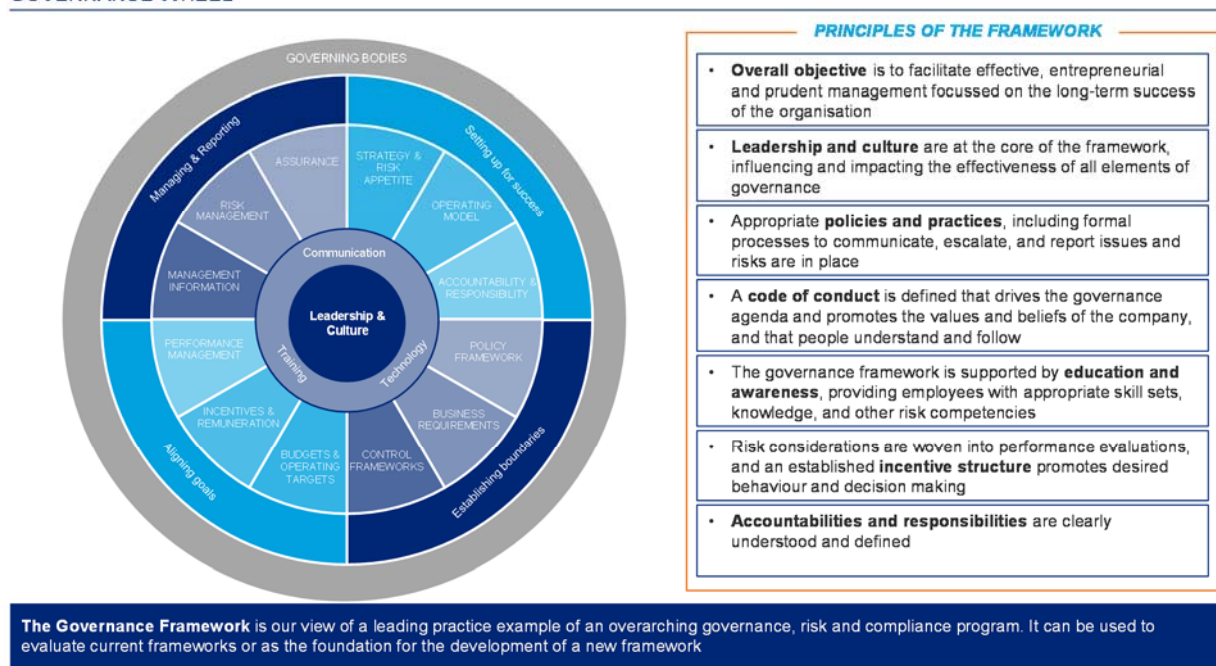 GOVERNING BODIES
Managing & Reporting
Setting up for success
ASSURANCE
STRATEGY &
RISK
APPETITE
RISK
MANAGEMENT
OPERATING
MODEL
MANAGEMENT
INFORMATION
ACCOUNTABILITY &
RESPONSIBILITY
Communication
Leadership &
Culture
Training
Technology
PERFORMANCE
MANAGEMENT
POLICY
FRAMEWORK
INCENTIVES &
REMUNERATION
BUSINESS
REQUIREMENTS
BUDGETS &
OPERATING
TARGETS
CONTROL
FRAMEWORKS
Aligning goals
Establishing boundaries
PRINCIPLES OF THE FRAMEWORK
• Overall objective is to facilitate effective, entrepreneurial
and prudent management focussed on the long-term success
of the organisation
• Leadership and culture are at the core of the framework,
influencing and impacting the effectiveness of all elements of
governance
• Appropriate policies and practices, including formal
processes to communicate, escalate, and report issues and
risks are in place
• A code of conduct is defined that drives the governance
agenda and promotes the values and beliefs of the company,
and that people understand and follow
• The governance framework is supported by education and
awareness, providing employees with appropriate skill sets,
knowledge, and other risk competencies
• Risk considerations are woven into performance evaluations,
and an established incentive structure promotes desired
behaviour and decision making
• Accountabilities and responsibilities are clearly
understood and defined
The Governance Framework is our view of a leading practice example of an overarching governance, risk and compliance program. It can be used to
evaluate current frameworks or as the foundation for the development of a new framework